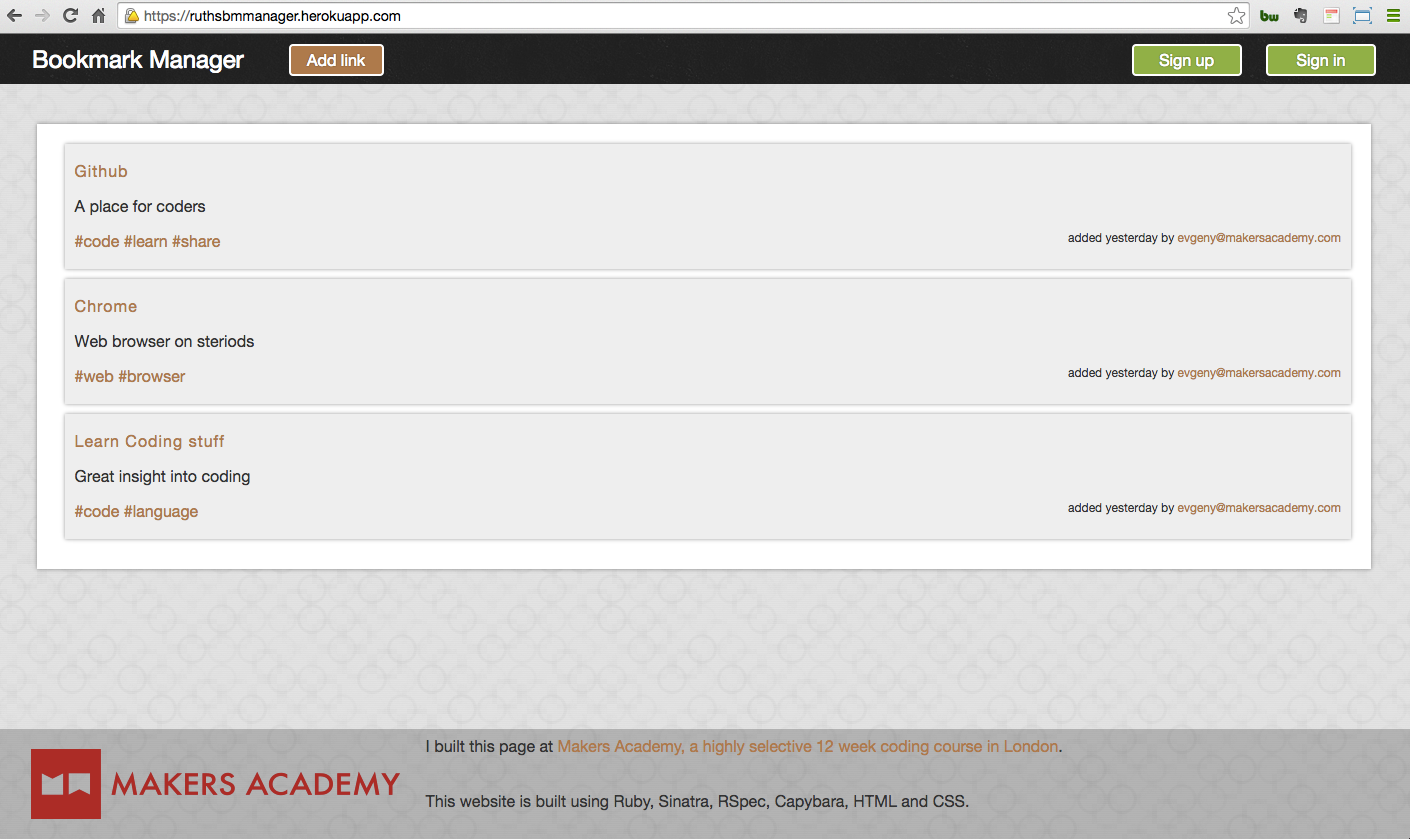 https://ruthsbmmanager.herokuapp.com
bw
Bookmark Manager Add link Sign up Sign in
Github
A place for coders
#code #learn #share added yesterday by evgeny@makersacademy.com
Chrome
Web browser on steriods
#web #browser added yesterday by evgeny@makersacademy.com
Learn Coding stuff
Great insight into coding
#code #language added yesterday by evgeny@makersacademy.com
I built this page at Makers Academy, a highly selective 12 week coding course in London.
MAKERS ACADEMY
This website is built using Ruby, Sinatra, RSpec, Capybara, HTML and CSS.